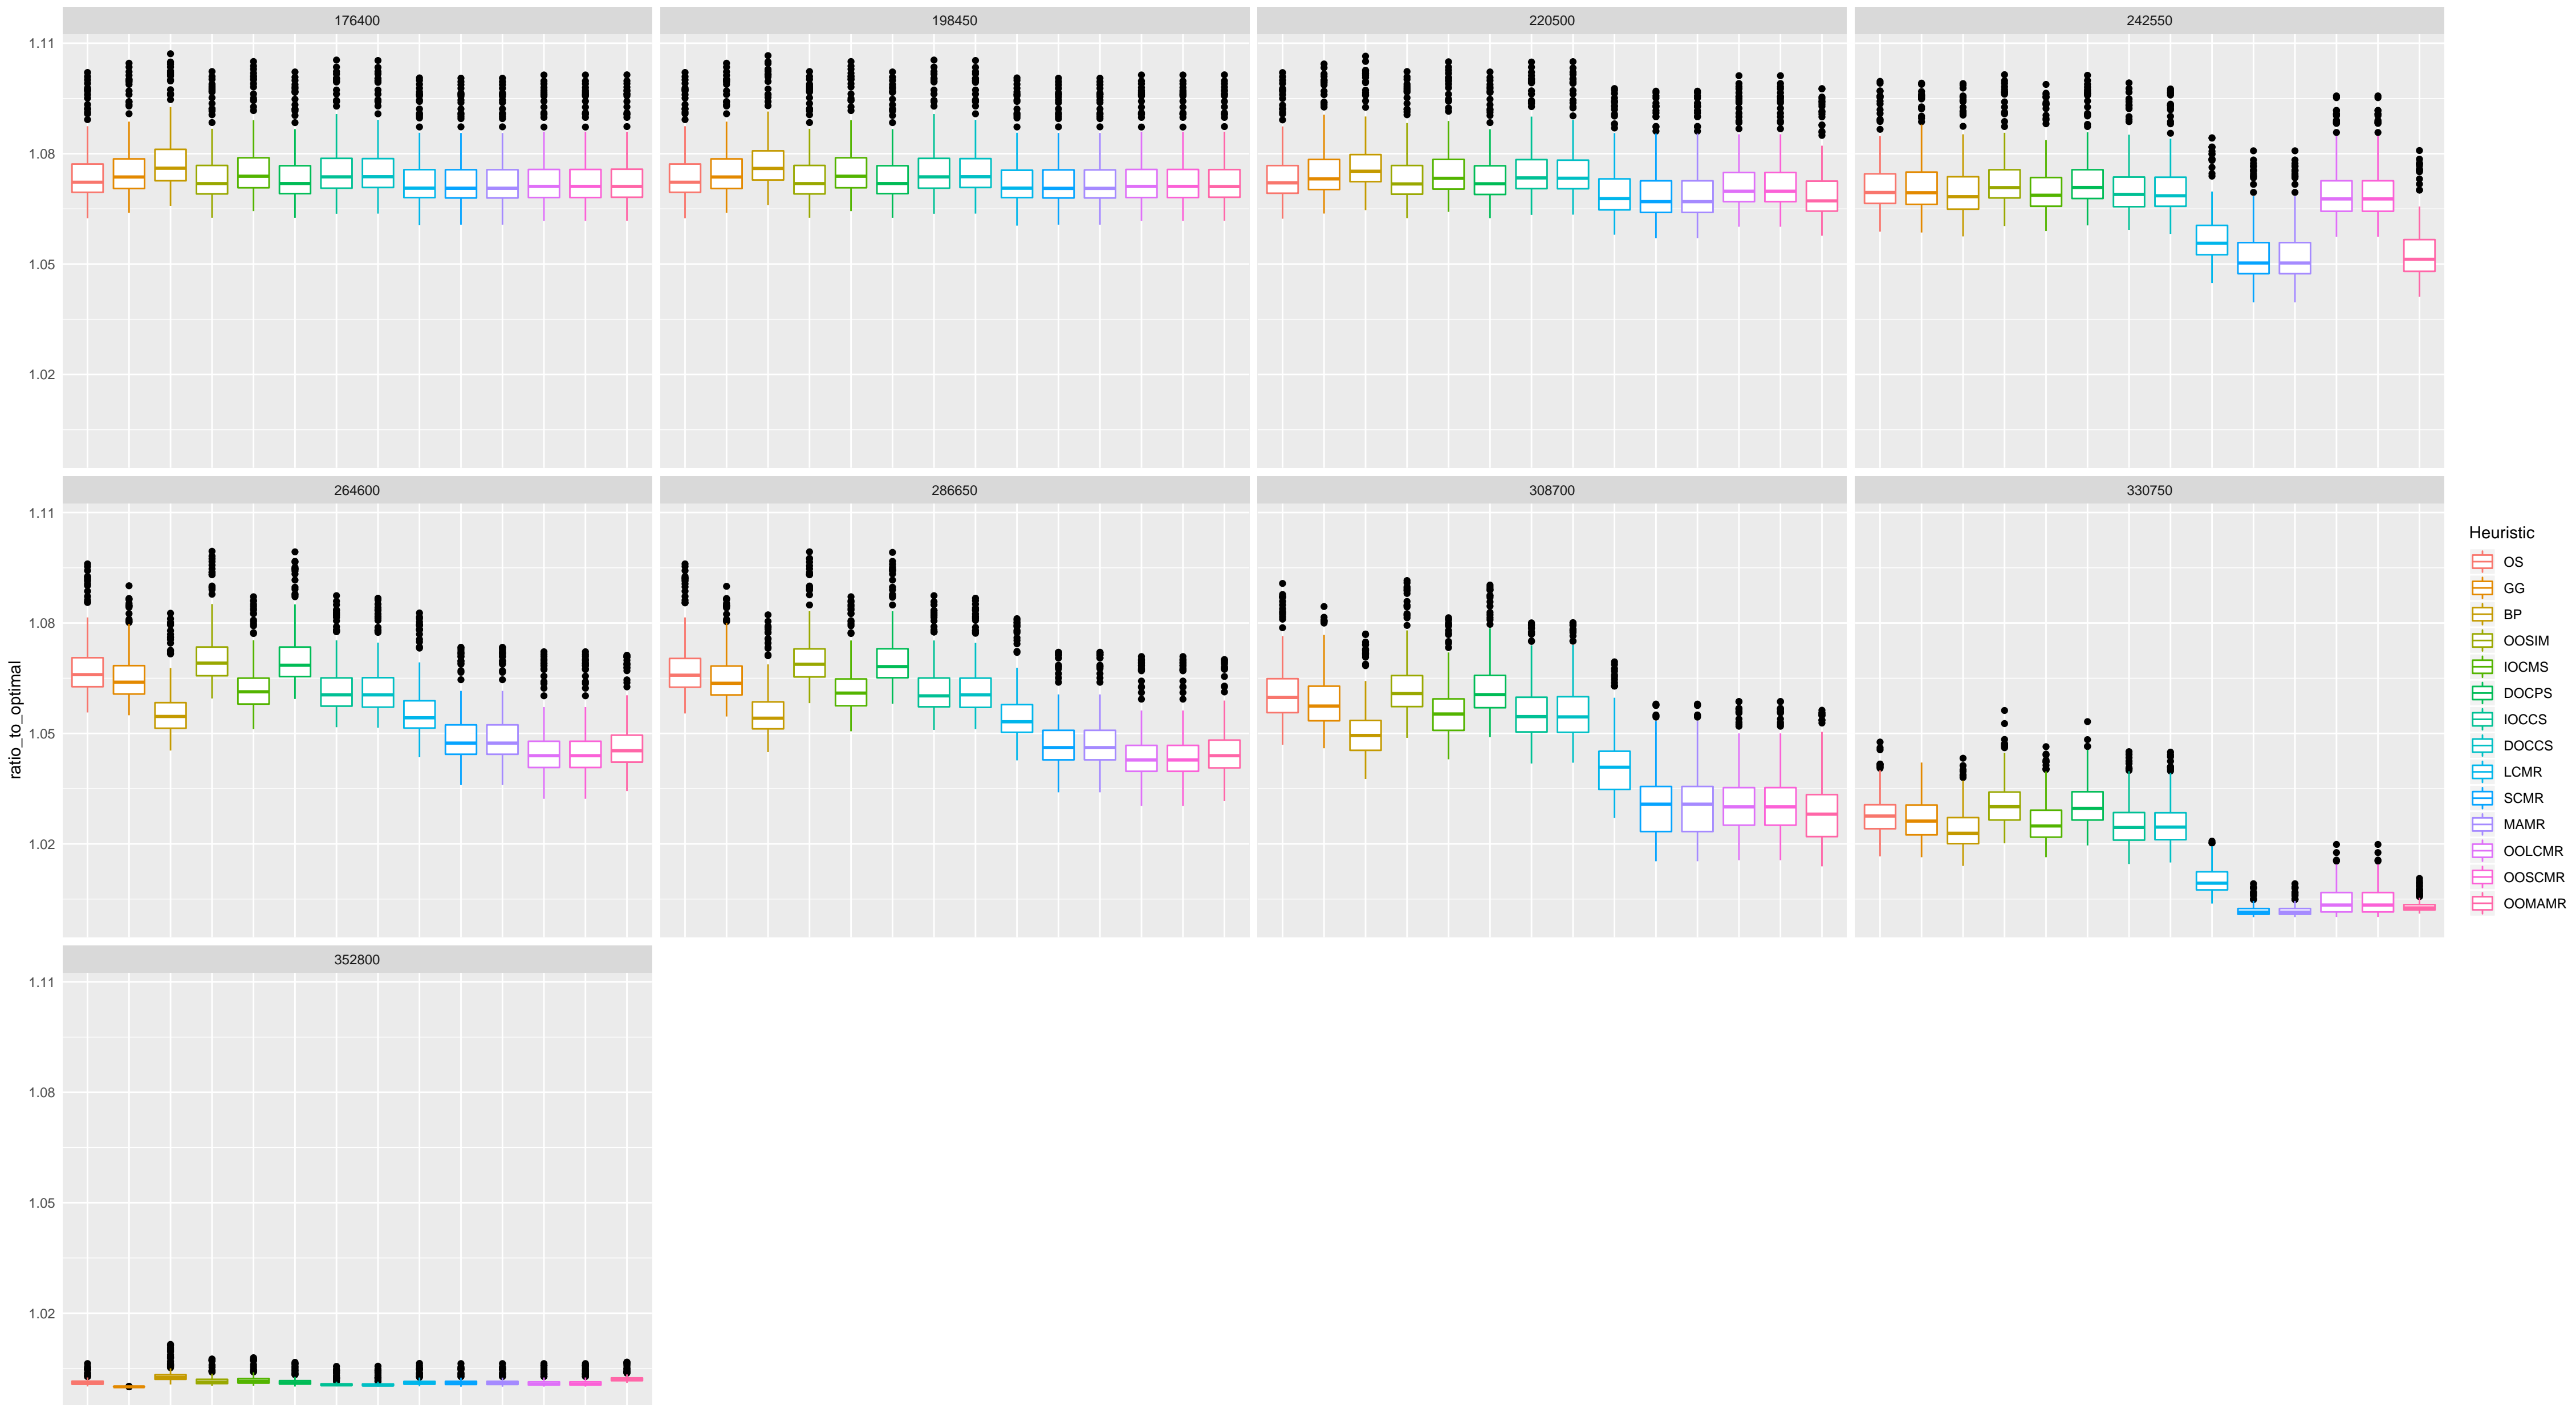 176400 198450 220500 242550
1.11
1.08
1.05
1.02
264600 286650 308700 330750
1.11
1.08
1.05
1.02
ratio_to_optimal
352800
1.11
1.08
1.05
1.02
Heuristic
OS
GG
BP
OOSIM
IOCMS
DOCPS
IOCCS
DOCCS
LCMR
SCMR
MAMR
OOLCMR
OOSCMR
OOMAMR